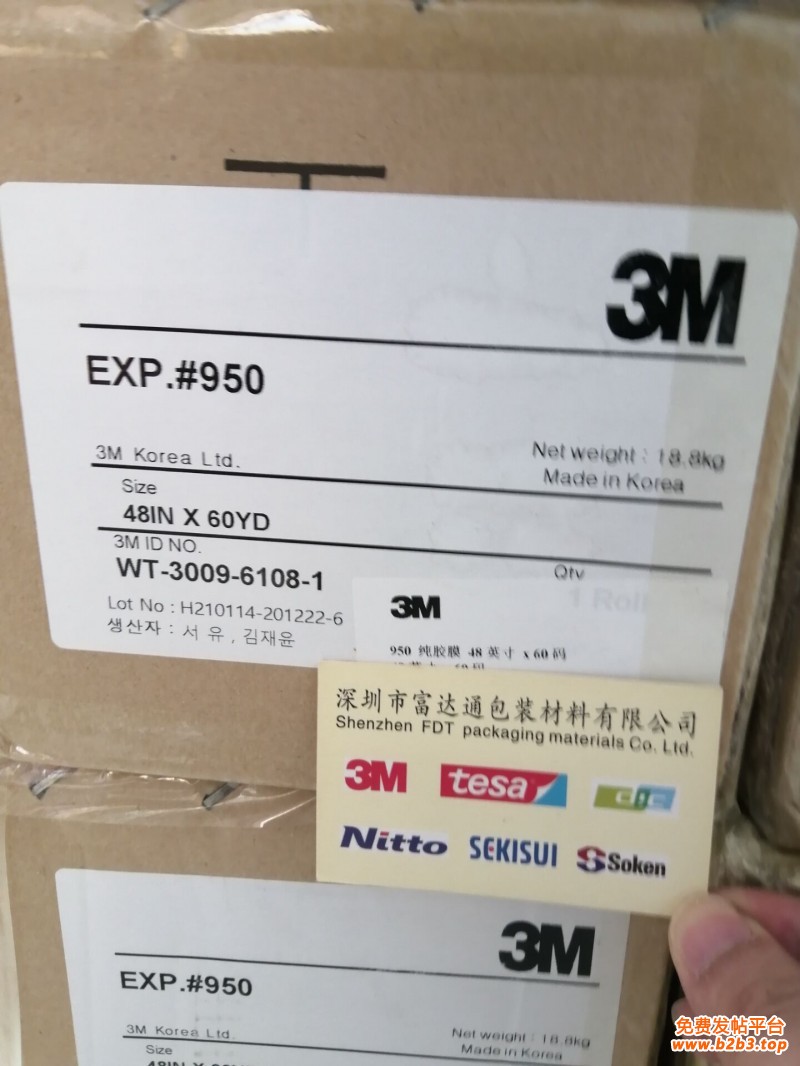 3M
EXP.#950
3M Korea Ltd.
Net weight : 18.8kg
Made in Korea
Size
48IN X 60YD
3M ID NO.
WT-3009-6108-1
Qty
1 Roll
Lot No : H210114-201222-6
생산자 : 서 유 , 김재윤
3M
950 纯胶膜 48 英寸 x 60 码
深圳市富达通包装材料有限公司
Shenzhen FDT packaging materials Co. Ltd.
3M tesa
Nitto SEKISUI Soken
3M
EXP.#950
3M Korea Ltd.
Net weight : 18.8kg
Made in Korea
Size
免费发帖平台
www.b2b3.top